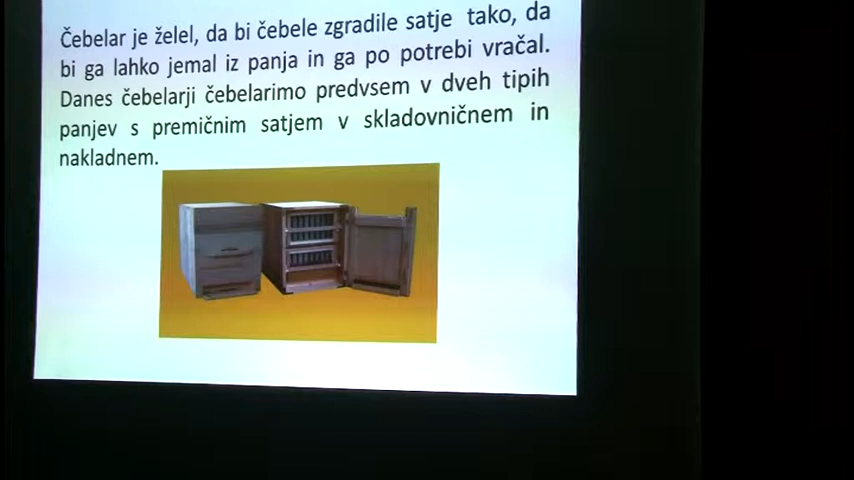 Čebelar je želel, da bi čebele zgradile satje tako, da
bi ga lahko jemal iz panja in ga po potrebi vračal.
Danes čebelarji čebelarimo predvsem v dveh tipih
panjev s premičnim satjem v skladovničnem in
nakladnem.